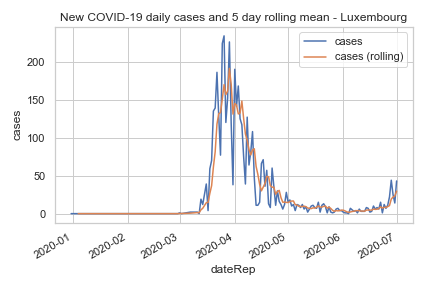 New COVID-19 daily cases and 5 day rolling mean - Luxembourg
cases
cases (rolling)
cases
200
150
100
50
0
2020-01
2020-02
2020-03
2020-04
2020-05
2020-06
2020-07
dateRep